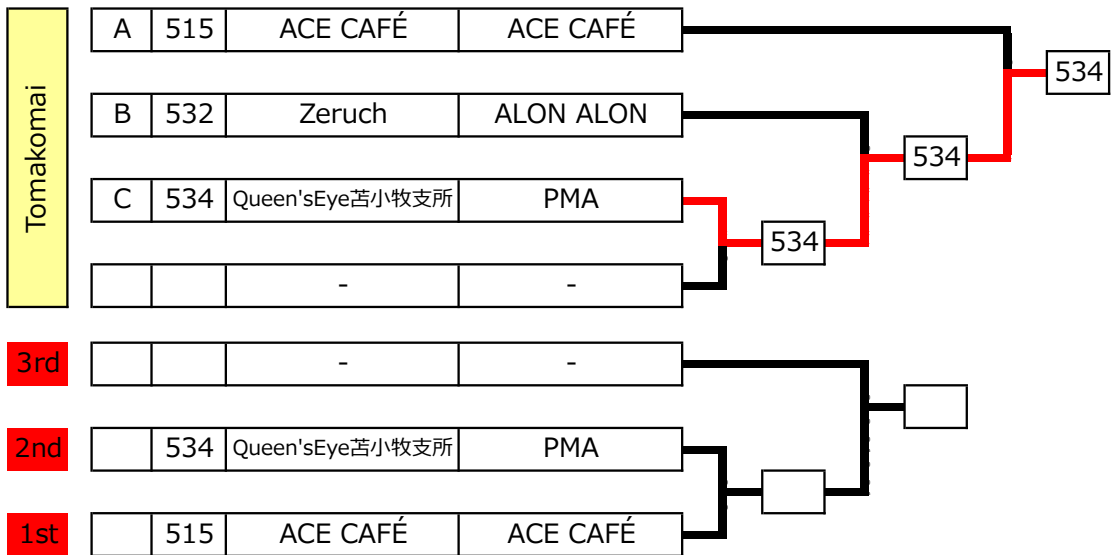 Tomakomai
A 515 ACE CAFÉ ACE CAFÉ
534
B 532 Zeruch ALON ALON
534
C 534 Queen'sEye苫小牧支所 PMA
534
- -
3rd - -
2nd 534 Queen'sEye苫小牧支所 PMA
1st 515 ACE CAFÉ ACE CAFÉ